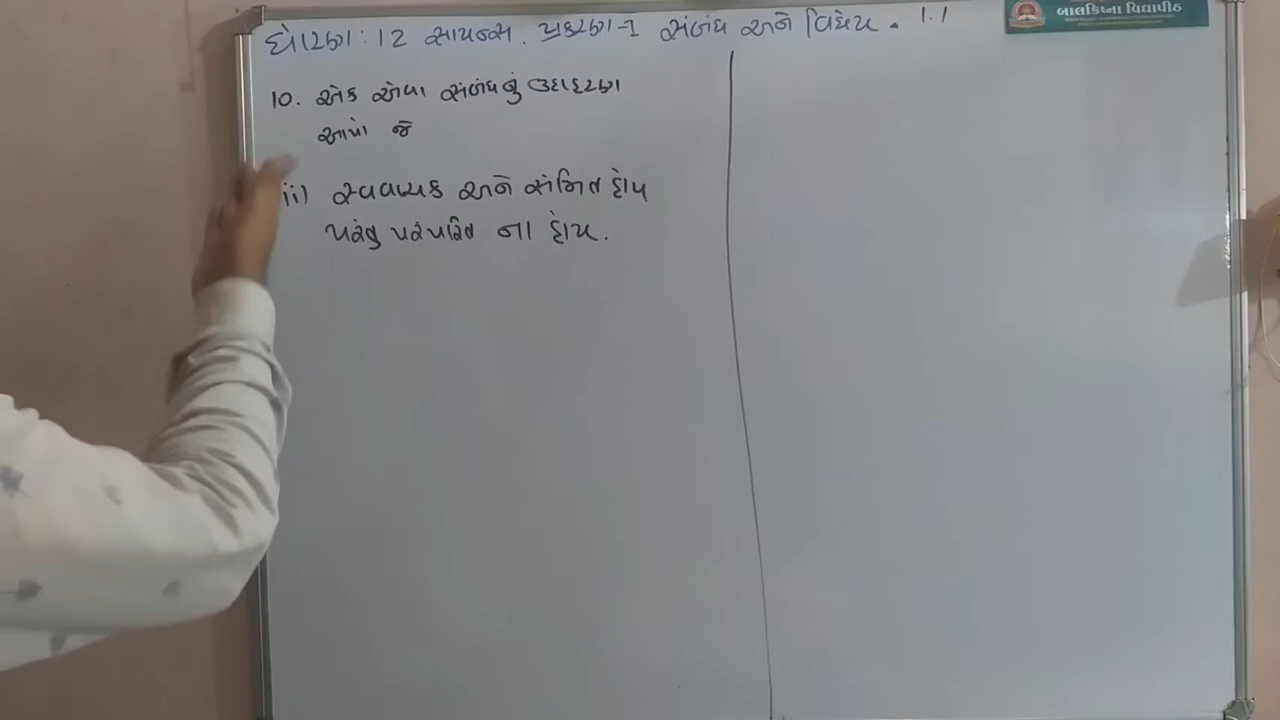 ધોરણ : 12 સાયન્સ. પ્રકરણ-1 સંબંધ અને વિધેય. 1.1
બાલક્રિષ્ના વિદ્યાપીઠ
10. એક એવા સંબંધનું ઉદાહરણ
આપો જે
ii) સ્વવાચક અને સંમિત હોય
પરંતુ પરંપરિત ના હોય.